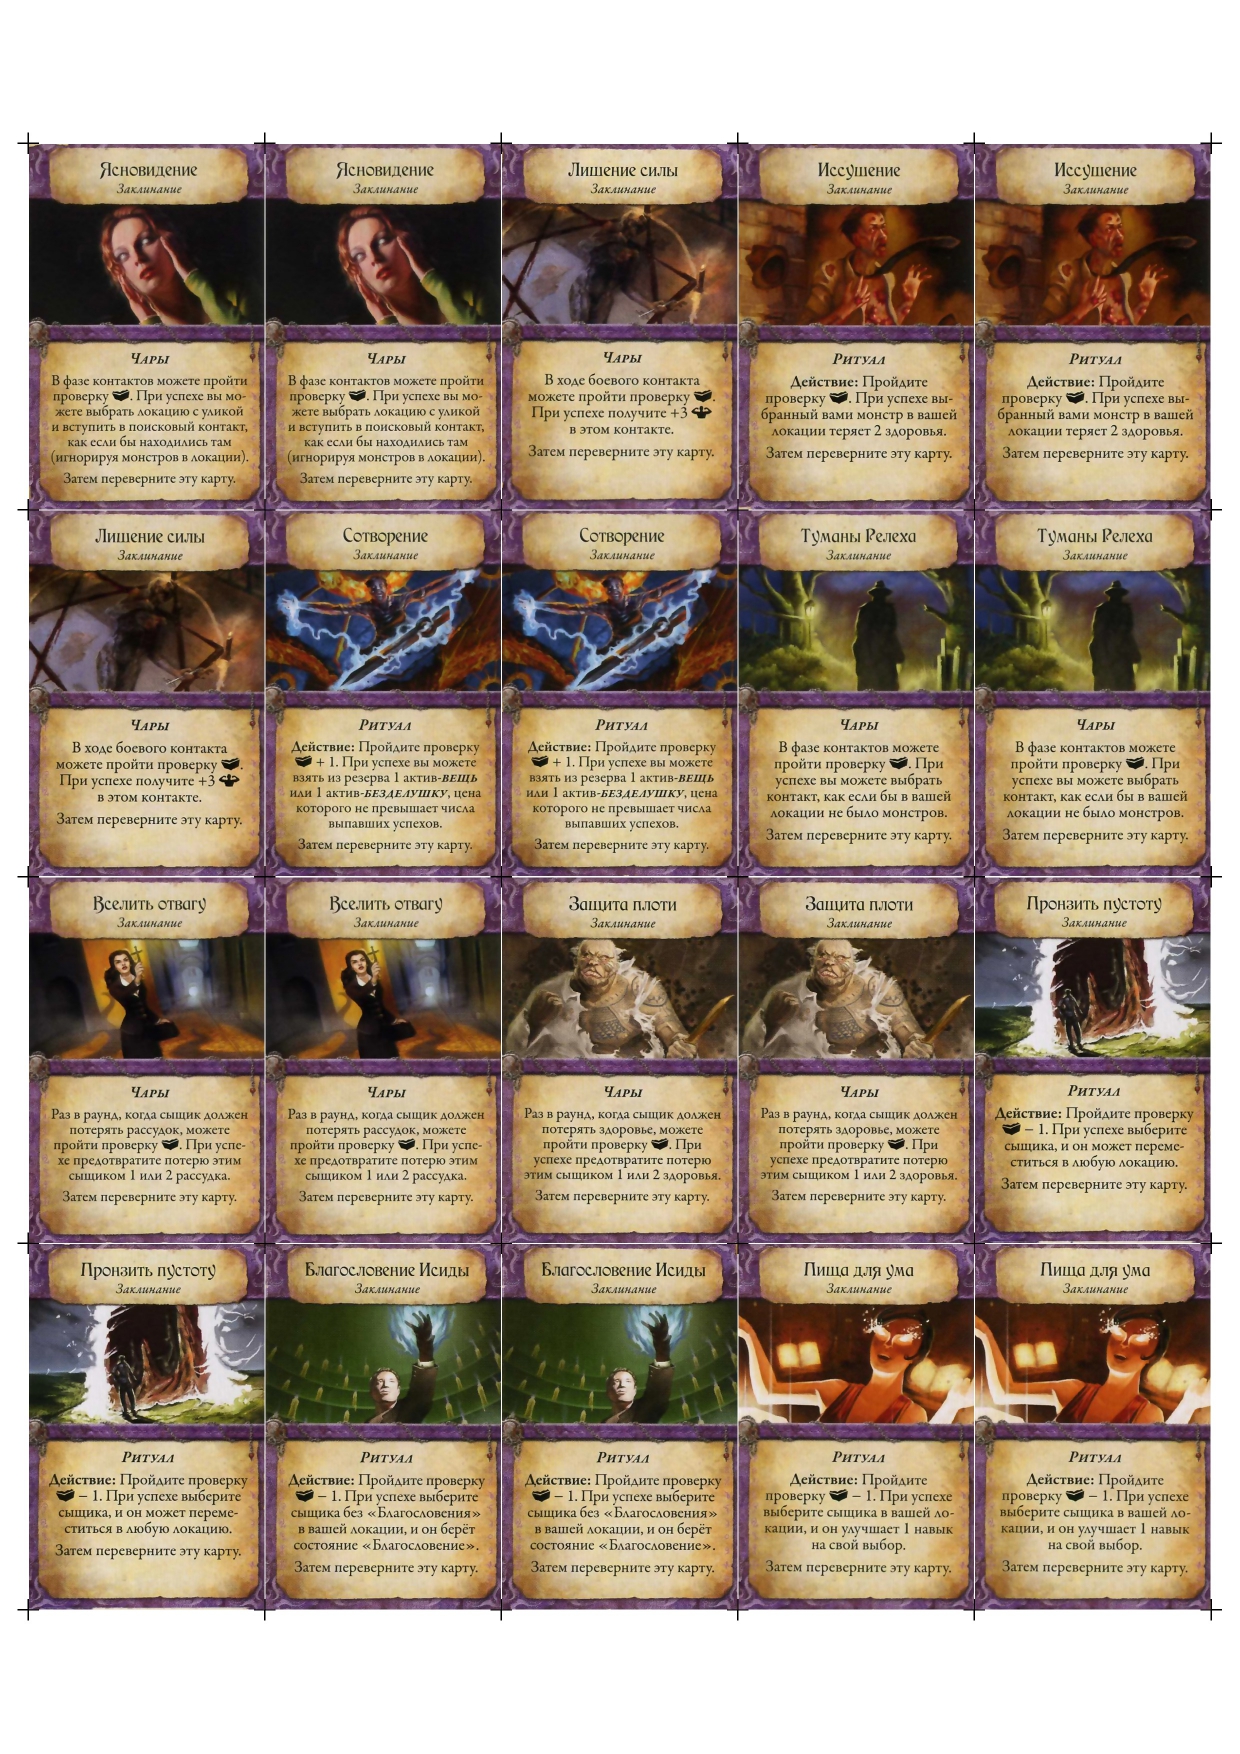 Ясновидение
Заклинание
Чары
В фазе контактов можете пройти
проверку . При успехе вы мо-
жете выбрать локацию с уликой
и вступить в поисковый контакт,
как если бы находились там
(игнорируя монстров в локации).
Затем переверните эту карту.
Ясновидение
Заклинание
Чары
В фазе контактов можете пройти
проверку . При успехе вы мо-
жете выбрать локацию с уликой
и вступить в поисковый контакт,
как если бы находились там
(игнорируя монстров в локации).
Затем переверните эту карту.
Лишение силы
Заклинание
Чары
В ходе боевого контакта
можете пройти проверку .
При успехе получите +3
в этом контакте.
Затем переверните эту карту.
Иссушение
Заклинание
Ритуал
Действие: Пройдите
проверку . При успехе вы-
бранный вами монстр в вашей
локации теряет 2 здоровья.
Затем переверните эту карту.
Иссушение
Заклинание
Ритуал
Действие: Пройдите
проверку . При успехе вы-
бранный вами монстр в вашей
локации теряет 2 здоровья.
Затем переверните эту карту.
Лишение силы
Заклинание
Чары
В ходе боевого контакта
можете пройти проверку .
При успехе получите +3
в этом контакте.
Затем переверните эту карту.
Сотворение
Заклинание
Ритуал
Действие: Пройдите проверку
+ 1. При успехе вы можете
взять из резерва 1 актив-вещь
или 1 актив-безделушку, цена
которого не превышает числа
выпавших успехов.
Затем переверните эту карту.
Сотворение
Заклинание
Ритуал
Действие: Пройдите проверку
+ 1. При успехе вы можете
взять из резерва 1 актив-вещь
или 1 актив-безделушку, цена
которого не превышает числа
выпавших успехов.
Затем переверните эту карту.
Туманы Релеха
Заклинание
Чары
В фазе контактов можете
пройти проверку . При
успехе вы можете выбрать
контакт, как если бы в вашей
локации не было монстров.
Затем переверните эту карту.
Туманы Релеха
Заклинание
Чары
В фазе контактов можете
пройти проверку . При
успехе вы можете выбрать
контакт, как если бы в вашей
локации не было монстров.
Затем переверните эту карту.
Вселить отвагу
Заклинание
Чары
Раз в раунд, когда сыщик должен
потерять рассудок, можете
пройти проверку . При успе-
хе предотвратите потерю этим
сыщиком 1 или 2 рассудка.
Затем переверните эту карту.
Вселить отвагу
Заклинание
Чары
Раз в раунд, когда сыщик должен
потерять рассудок, можете
пройти проверку . При успе-
хе предотвратите потерю этим
сыщиком 1 или 2 рассудка.
Затем переверните эту карту.
Защита плоти
Заклинание
Чары
Раз в раунд, когда сыщик должен
потерять здоровье, можете
пройти проверку . При
успехе предотвратите потерю
этим сыщиком 1 или 2 здоровья.
Затем переверните эту карту.
Защита плоти
Заклинание
Чары
Раз в раунд, когда сыщик должен
потерять здоровье, можете
пройти проверку . При
успехе предотвратите потерю
этим сыщиком 1 или 2 здоровья.
Затем переверните эту карту.
Пронзить пустоту
Заклинание
Ритуал
Действие: Пройдите проверку
− 1. При успехе выберите
сыщика, и он может переме-
ститься в любую локацию.
Затем переверните эту карту.
Пронзить пустоту
Заклинание
Ритуал
Действие: Пройдите проверку
− 1. При успехе выберите
сыщика, и он может переме-
ститься в любую локацию.
Затем переверните эту карту.
Благословение Исиды
Заклинание
Ритуал
Действие: Пройдите проверку
− 1. При успехе выберите
сыщика без «Благословения»
в вашей локации, и он берёт
состояние «Благословение».
Затем переверните эту карту.
Благословение Исиды
Заклинание
Ритуал
Действие: Пройдите проверку
− 1. При успехе выберите
сыщика без «Благословения»
в вашей локации, и он берёт
состояние «Благословение».
Затем переверните эту карту.
Пища для ума
Заклинание
Ритуал
Действие: Пройдите
проверку − 1. При успехе
выберите сыщика в вашей ло-
кации, и он улучшает 1 навык
на свой выбор.
Затем переверните эту карту.
Пища для ума
Заклинание
Ритуал
Действие: Пройдите
проверку − 1. При успехе
выберите сыщика в вашей ло-
кации, и он улучшает 1 навык
на свой выбор.
Затем переверните эту карту.